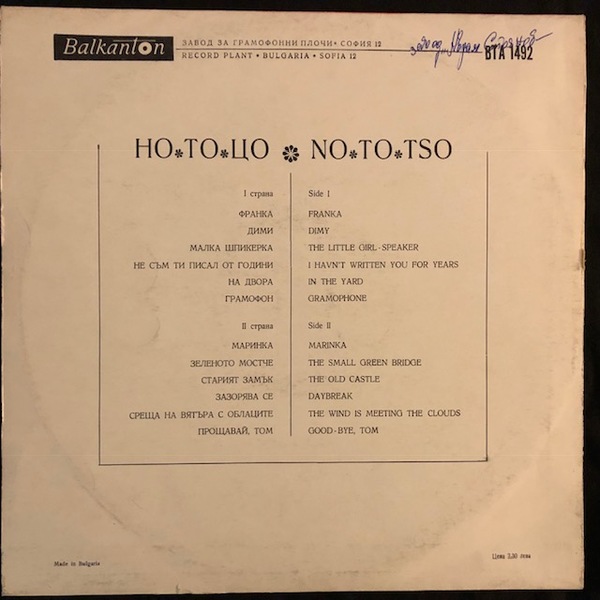 Balkanton
ЗАВОД ЗА ГРАМОФОННИ ПЛОЧИ • СОФИЯ 12
RECORD PLANT • BULGARIA • SOFIA 12
ВТА 1492
НО*ТО*ЦО * NO*TO*TSO
I страна
ФРАНКА
ДИМИ
МАЛКА ШПИКЕРКА
НЕ СЪМ ТИ ПИСАЛ ОТ ГОДИНИ
НА ДВОРА
ГРАМОФОН
II страна
МАРИНКА
ЗЕЛЕНОТО МОСТЧЕ
СТАРИЯТ ЗАМЪК
ЗАЗОРЯВА СЕ
СРЕЩА НА ВЯТЪРА С ОБЛАЦИТЕ
ПРОЩАВАЙ, ТОМ
Side I
FRANKA
DIMY
THE LITTLE GIRL-SPEAKER
I HAVN'T WRITTEN YOU FOR YEARS
IN THE YARD
GRAMOPHONE
Side II
MARINKA
THE SMALL GREEN BRIDGE
THE OLD CASTLE
DAYBREAK
THE WIND IS MEETING THE CLOUDS
GOOD-BYE, TOM
Made in Bulgaria
Цена 3,30 лева